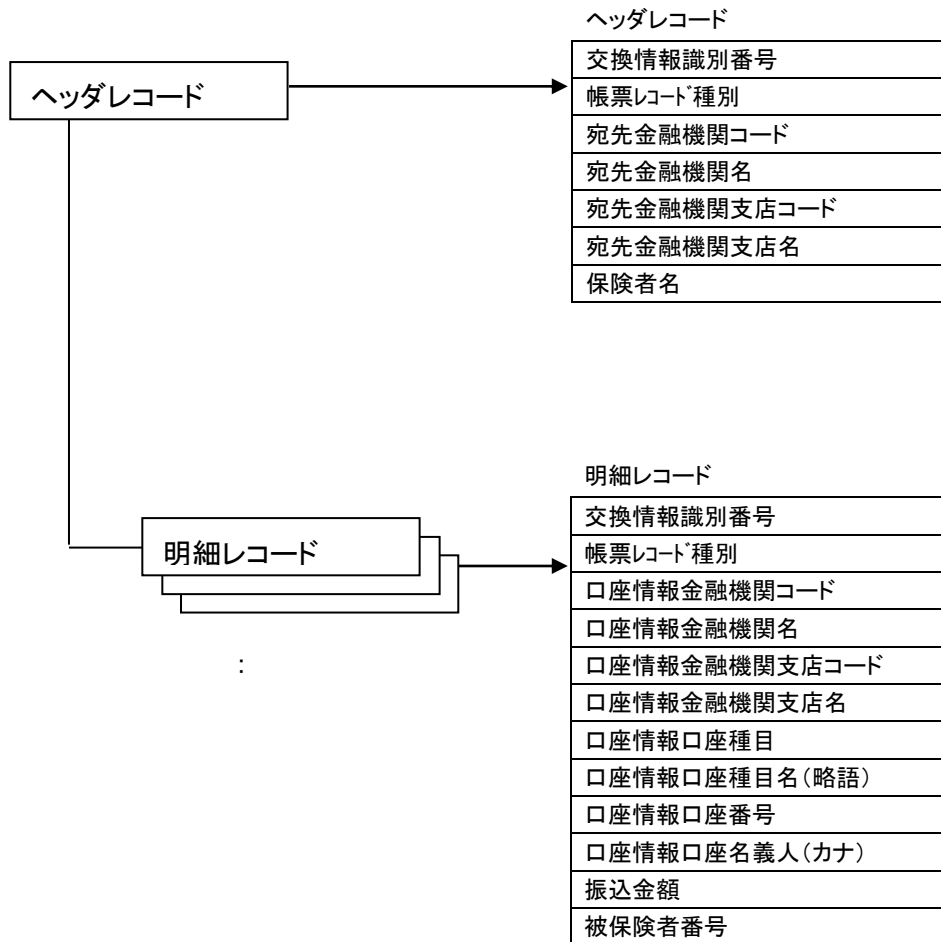 ヘッダレコード
ヘッダレコード
交換情報識別番号
帳票ﾚｺｰﾄﾞ種別
宛先金融機関コード
宛先金融機関名
宛先金融機関支店コード
宛先金融機関支店名
保険者名
明細レコード
明細レコード
:
交換情報識別番号
帳票ﾚｺｰﾄﾞ種別
口座情報金融機関コード
口座情報金融機関名
口座情報金融機関支店コード
口座情報金融機関支店名
口座情報口座種目
口座情報口座種目名(略語)
口座情報口座番号
口座情報口座名義人(カナ)
振込金額
被保険者番号